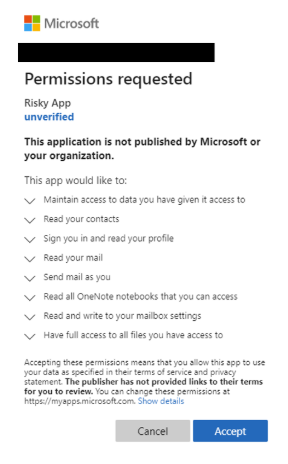 Microsoft
Permissions requested
Risky App
unverified
This application is not published by Microsoft or
your organization.
This app would like to:
Maintain access to data you have given it access to
Read your contacts
Sign you in and read your profile
Read your mail
Send mail as you
Read all OneNote notebooks that you can access
Read and write to your mailbox settings
Have full access to all files you have access to
Accepting these permissions means that you allow this app to use
your data as specified in their terms of service and privacy
statement. The publisher has not provided links to their terms
for you to review. You can change these permissions at
https://myapps.microsoft.com. Show details
Cancel
Accept